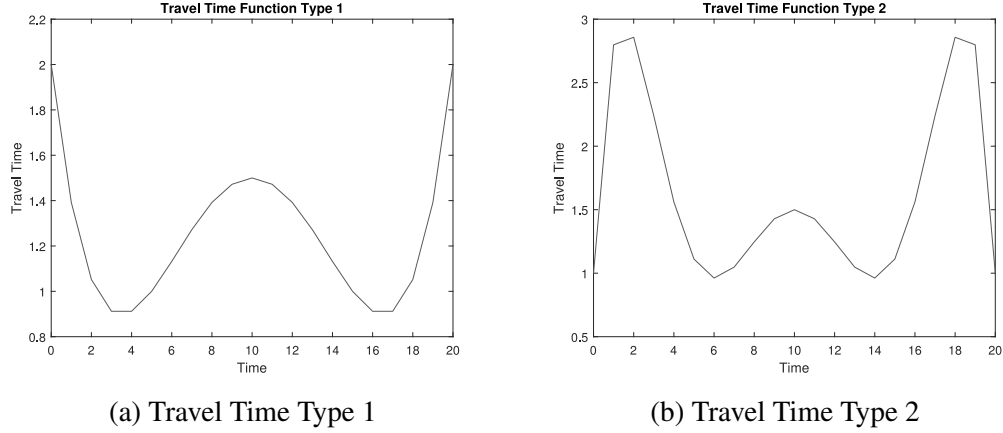 Travel Time Function Type 1
2.2
2
1.8
1.6
1.4
1.2
1
0.8
Travel Time
0 2 4 6 8 10 12 14 16 18 20
Time
(a) Travel Time Type 1
Travel Time Function Type 2
3
2.5
2
1.5
1
0.5
Travel Time
0 2 4 6 8 10 12 14 16 18 20
Time
(b) Travel Time Type 2